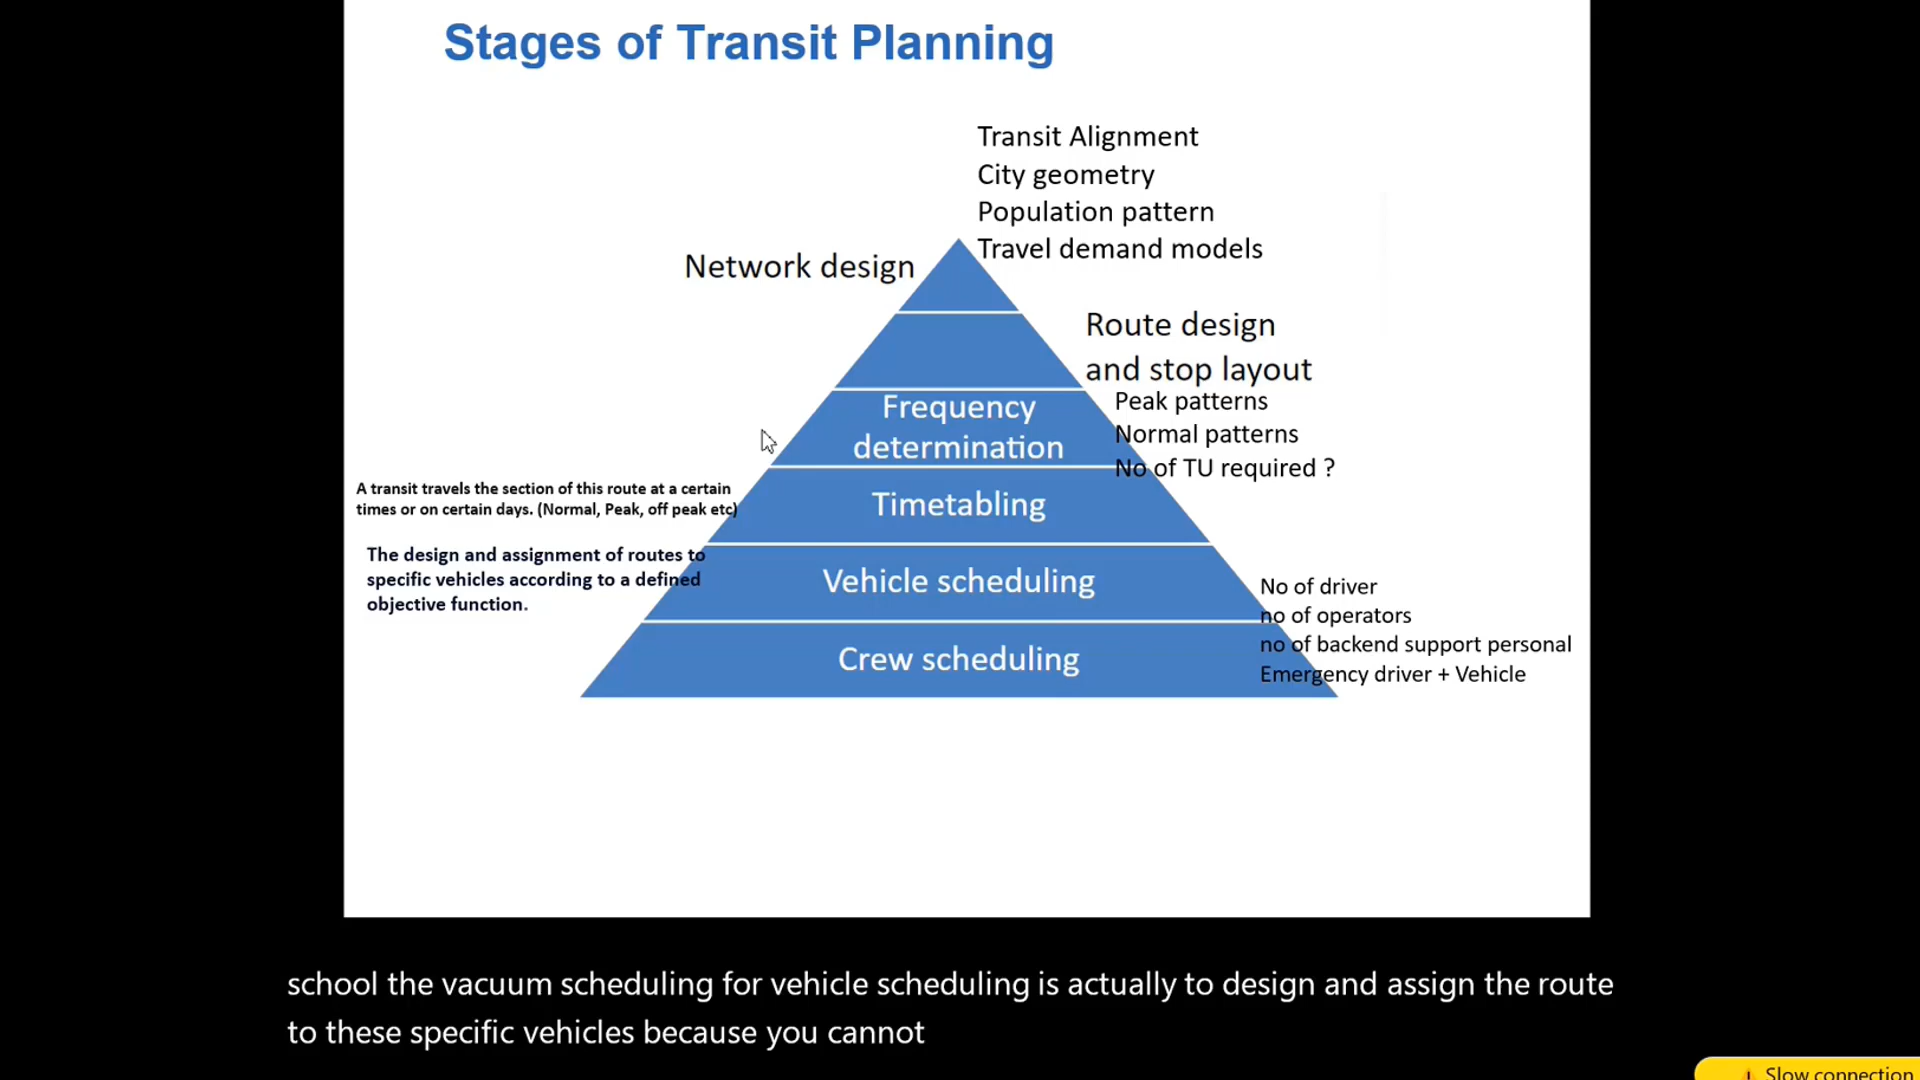 Stages of Transit Planning
Transit Alignment
City geometry
Population pattern
Travel demand models
Network design
Route design
and stop layout
Frequency
determination
Peak patterns
Normal patterns
No of TU required ?
A transit travels the section of this route at a certain
times or on certain days. (Normal, Peak, off peak etc)
Timetabling
The design and assignment of routes to
specific vehicles according to a defined
objective function.
Vehicle scheduling
Crew scheduling
No of driver
no of operators
no of backend support personal
Emergency driver + Vehicle
school the vacuum scheduling for vehicle scheduling is actually to design and assign the route
to these specific vehicles because you cannot
Slow connection